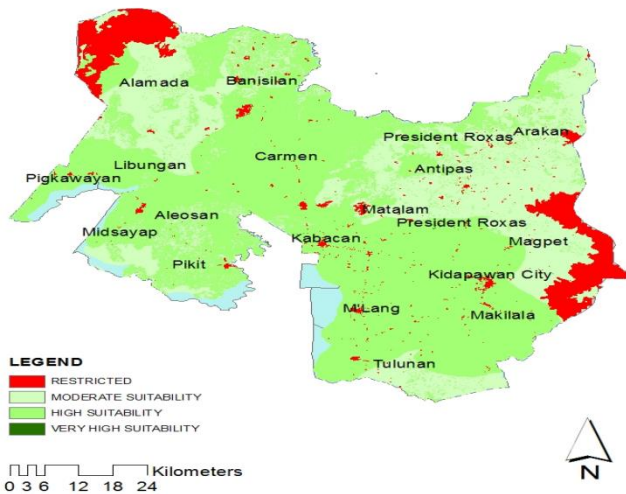 Alamada
Banisilan
President Roxas
Arakan
Carmen
Libungan
Antipas
Pigkawayan
Aleosan
Matalam
President Roxas
Midsayap
Kabacan
Magpet
Pikit
Kidapawan City
M'Lang
Makilala
Tulunan
LEGEND
RESTRICTED
MODERATE SUITABILITY
HIGH SUITABILITY
VERY HIGH SUITABILITY
Kilometers
0 3 6 12 18 24
N